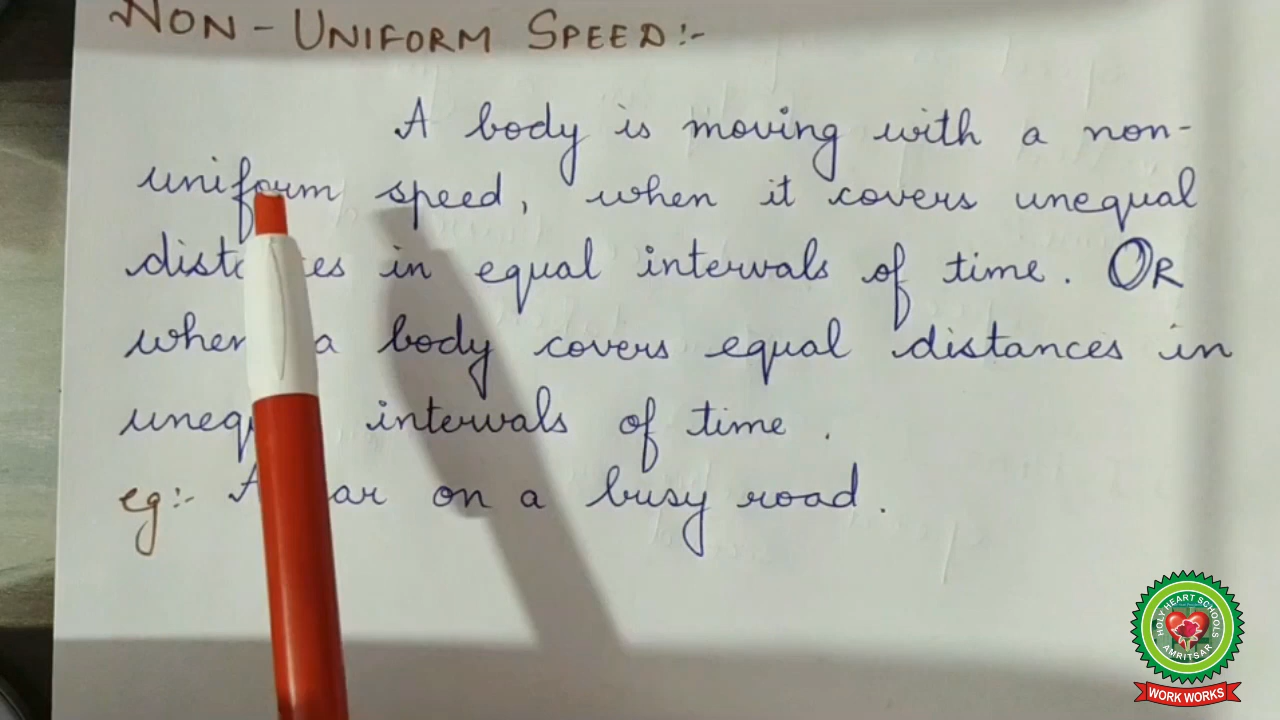 NON - UNIFORM SPEED:-
A body is moving with a non-
uniform speed, when it covers unequal
in equal intervals of time. OR
a body covers equal distances in
intervals of time.
eg:- on a busy road.
HOLY HEART SCHOOLS
AMRITSAR
WORK WORKS